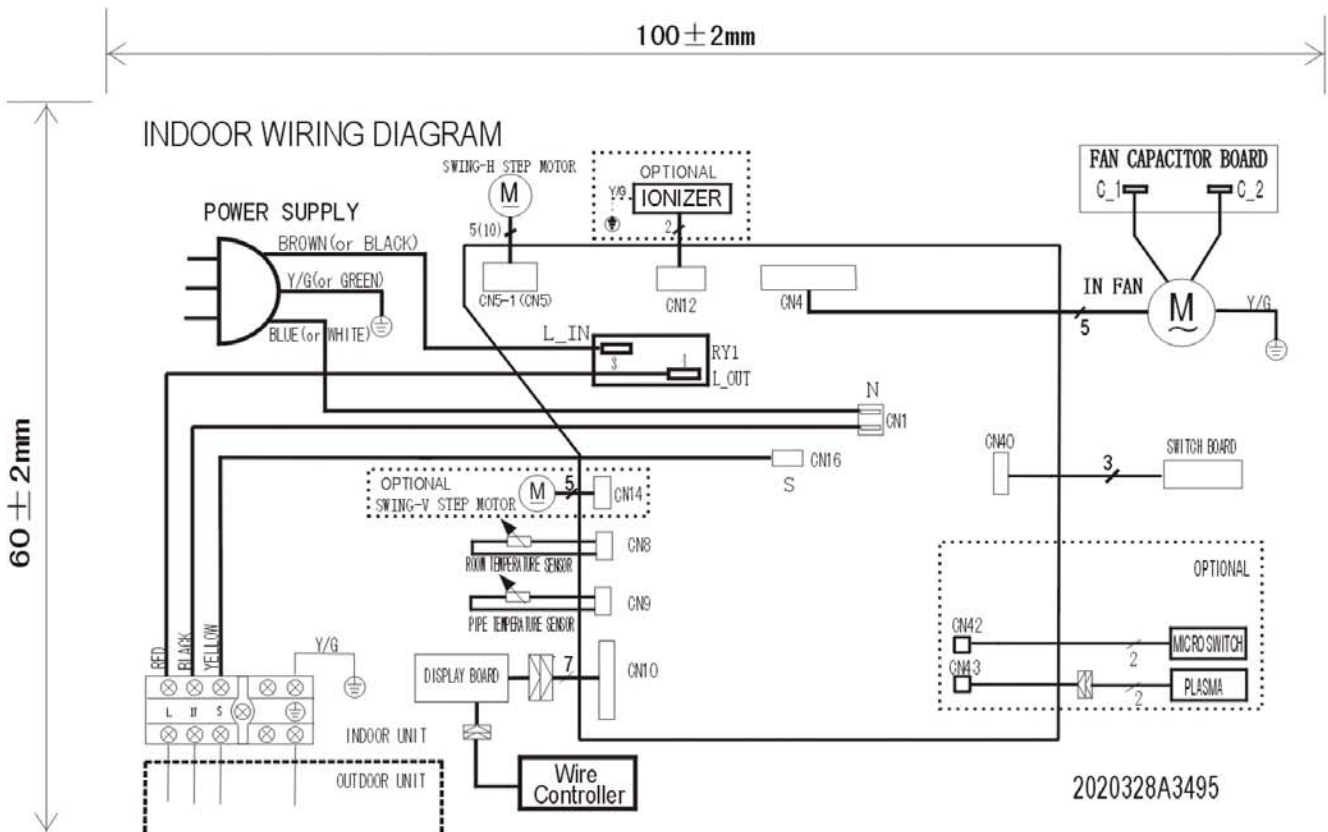 100±2mm
60±2mm
INDOOR WIRING DIAGRAM
SWING-H STEP MOTOR
M
5(10)
CN5-1(CN5)
OPTIONAL
Y/G
IONIZER
2
CN12
FAN CAPACITOR BOARD
C_1
C_2
POWER SUPPLY
BROWN(or BLACK)
Y/G(or GREEN)
BLUE(or WHITE)
CN4
IN FAN
5
M
Y/G
L_IN
3
4
RY1
L_OUT
N
CN1
CN16
S
CN40
3
SWITCH BOARD
OPTIONAL
SWING-V STEP MOTOR
M
5
CN14
CN8
ROOM TEMPERATURE SENSOR
CN9
PIPE TEMPERATURE SENSOR
OPTIONAL
CN42
2
MICRO SWITCH
CN43
2
PLASMA
RED
BLACK
YELLOW
Y/G
DISPLAY BOARD
7
CN10
L
N
S
INDOOR UNIT
OUTDOOR UNIT
Wire
Controller
2020328A3495